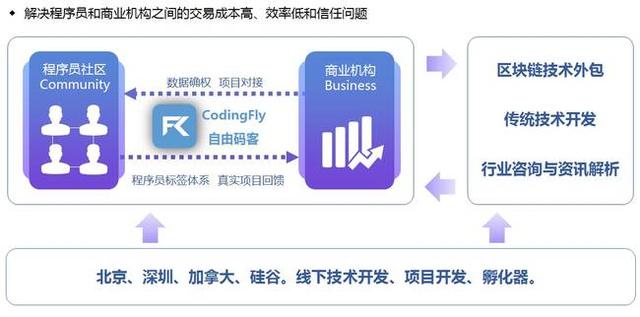 • 解决程序员和商业机构之间的交易成本高、效率低和信任问题
程序员社区
Community
数据确权 项目对接
FK
CodingFly
自由码客
程序员标签体系 真实项目回馈
商业机构
Business
区块链技术外包
传统技术开发
行业咨询与资讯解析
北京、深圳、加拿大、硅谷。线下技术开发、项目开发、孵化器。